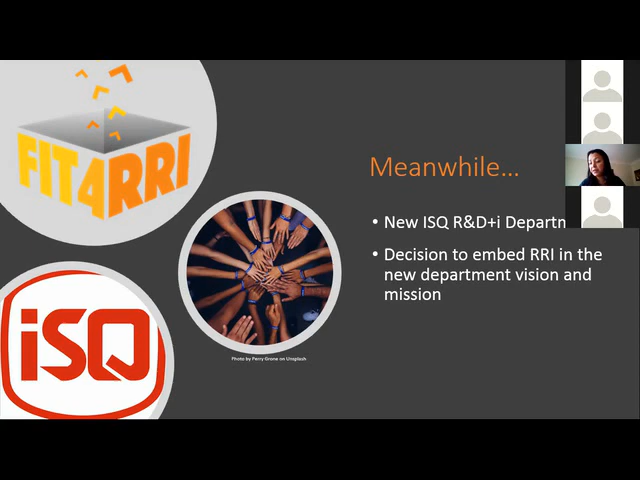 FIT4RRI
Meanwhile...
• New ISQ R&D+i
• Decision to embed RRI in the
new department vision and
mission
iSQ
Photo by Perry Grone on Unsplash